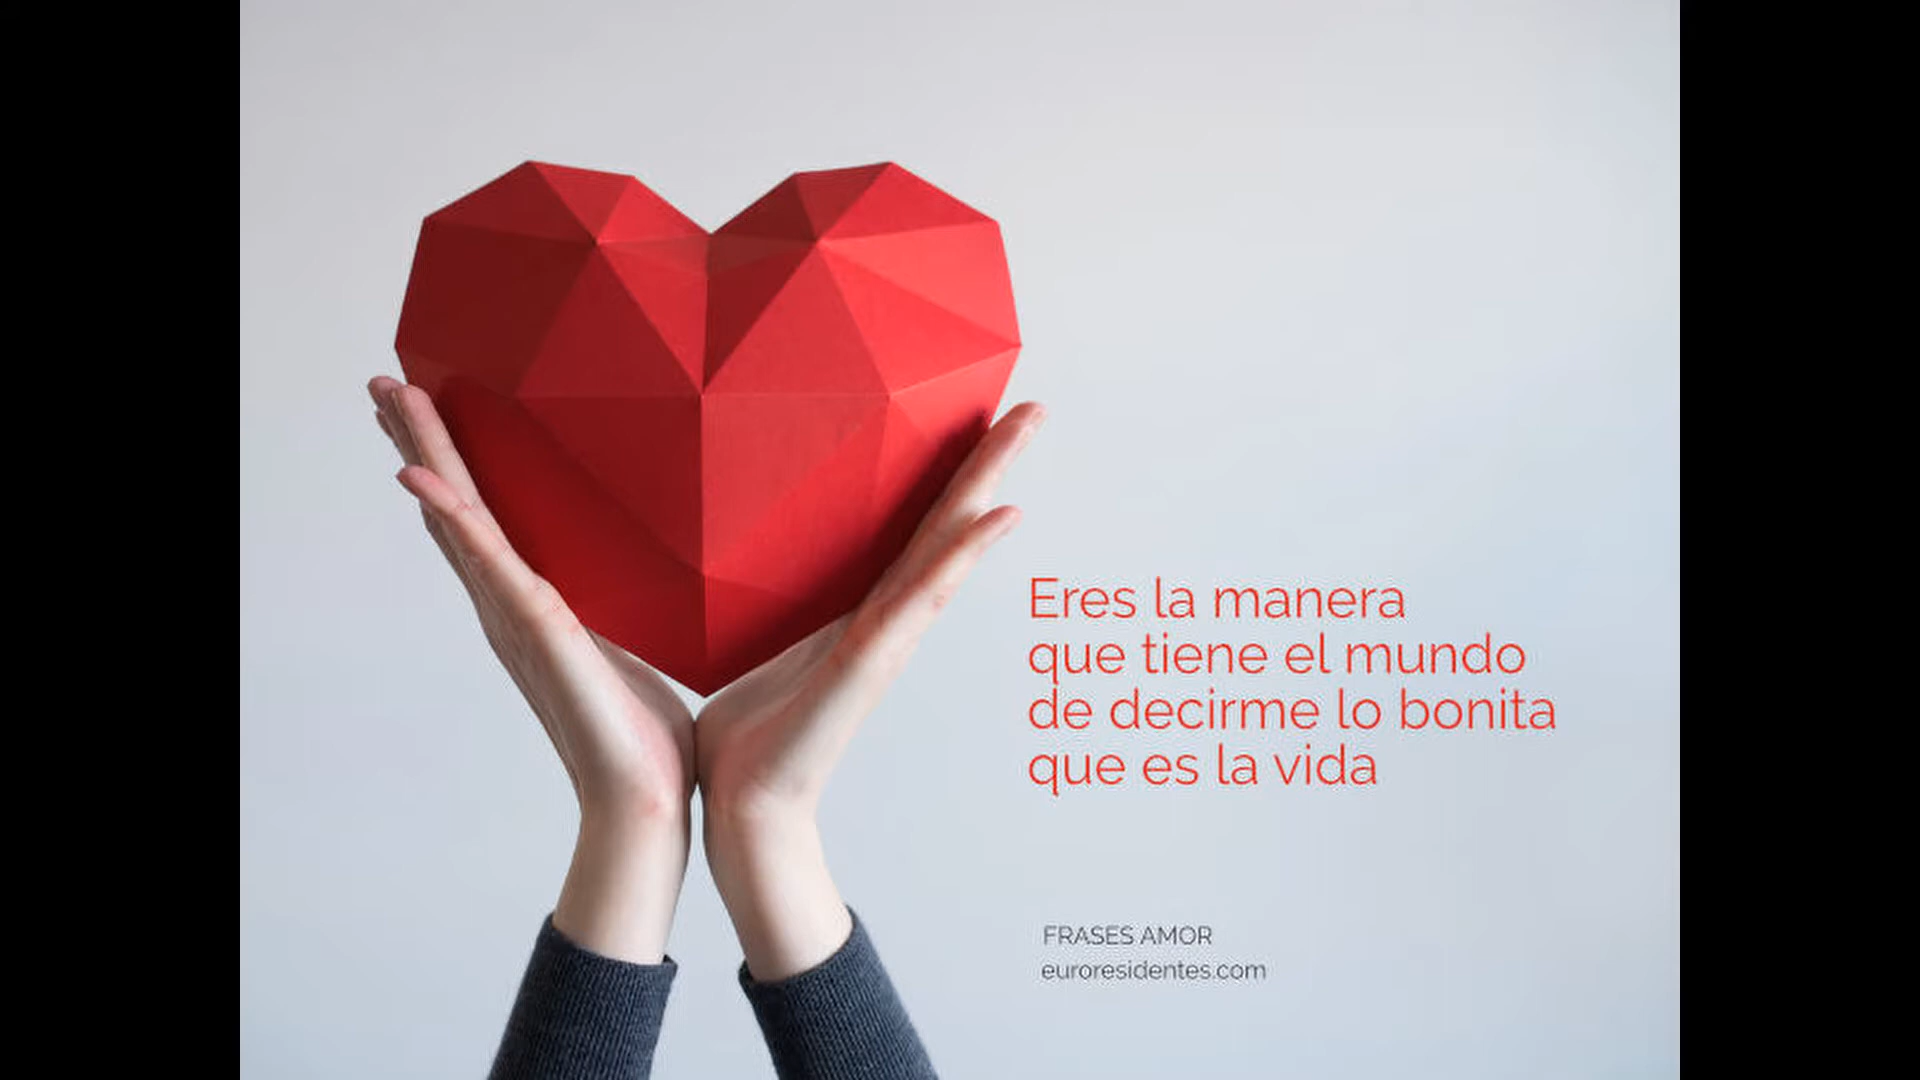 Eres la manera
que tiene el mundo
de decirme lo bonita
que es la vida
FRASES AMOR
euroresidentes.com